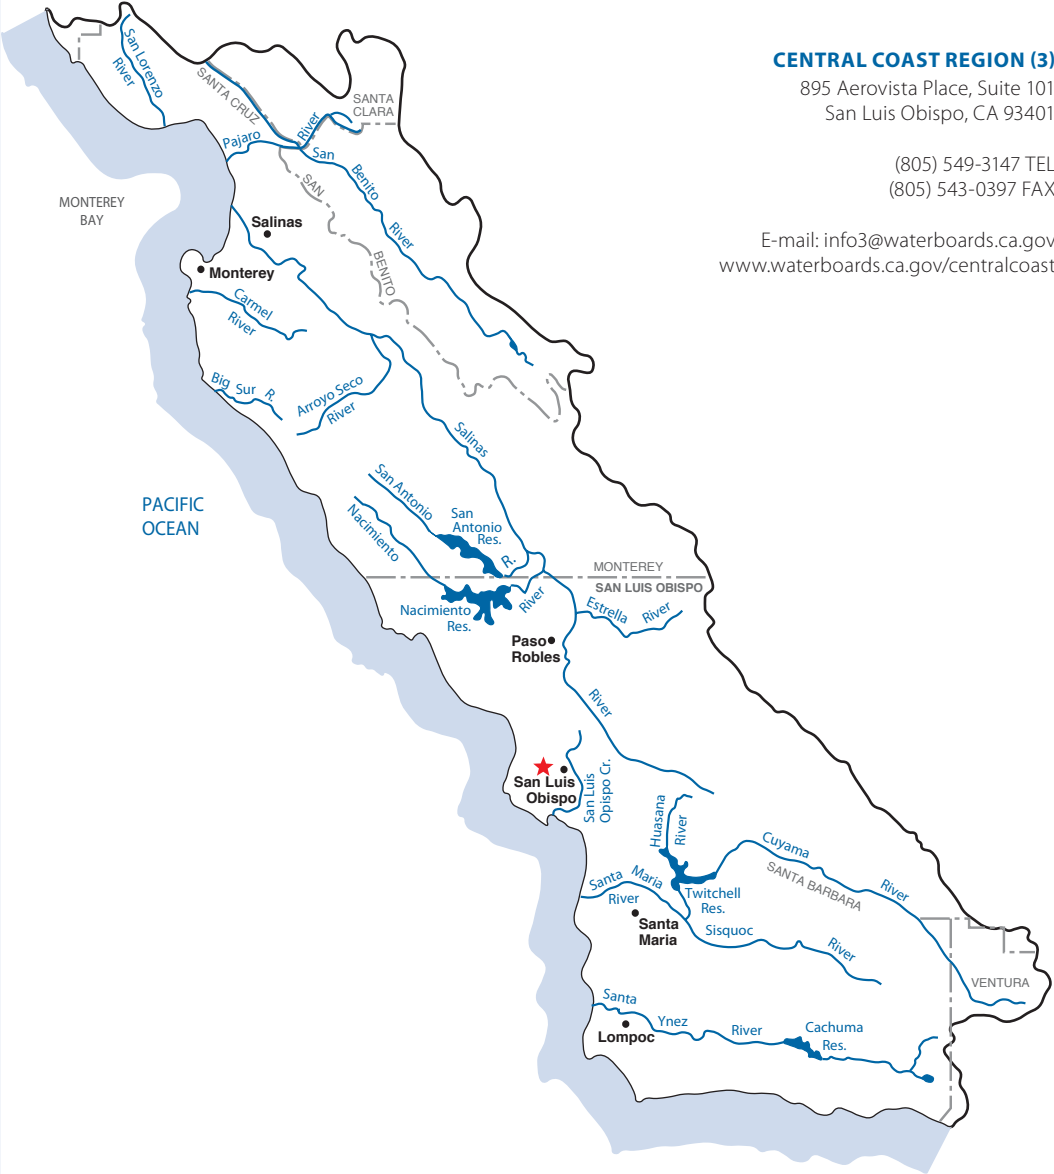 CENTRAL COAST REGION (3)
895 Aerovista Place, Suite 101
San Luis Obispo, CA 93401
(805) 549-3147 TEL
(805) 543-0397 FAX
E-mail: info3@waterboards.ca.gov
www.waterboards.ca.gov/centralcoast
San Lorenzo
River
SANTA CRUZ
SANTA
CLARA
Pajaro
River
San
Benito
River
SAN
BENITO
MONTEREY
BAY
Salinas
Monterey
Carmel
River
Big Sur R.
Arroyo Seco
River
Salinas
PACIFIC
OCEAN
San Antonio
San
Antonio
Res.
R.
Nacimiento
MONTEREY
SAN LUIS OBISPO
Nacimiento
Res.
River
Estrella River
Paso
Robles
River
San Luis
Obispo
San Luis
Opispo Cr.
Huasana
River
Cuyama
River
SANTA BARBARA
Santa Maria
River
Twitchell
Res.
Santa
Maria
Sisquoc
River
VENTURA
Santa
Ynez
River
Cachuma
Res.
Lompoc